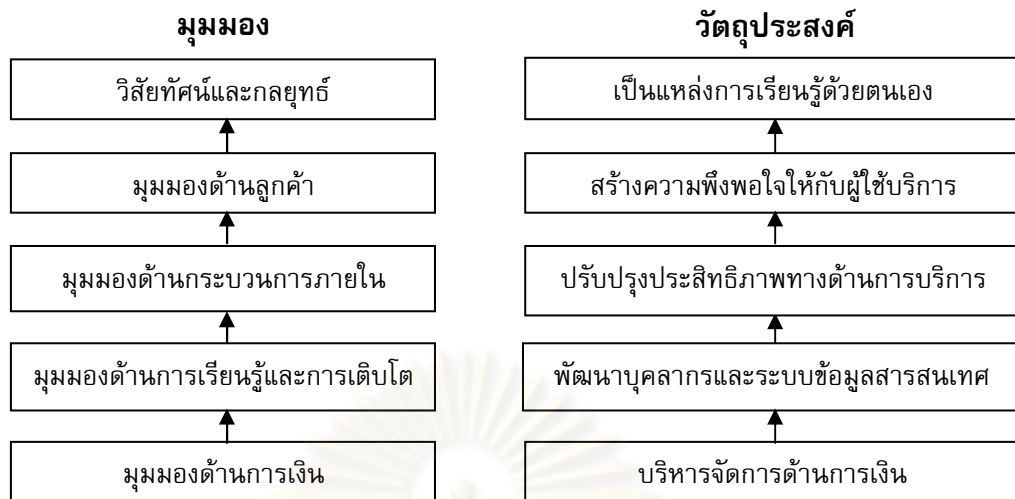 มุมมอง
วัตถุประสงค์
วิสัยทัศน์และกลยุทธ์
เป็นแหล่งการเรียนรู้ด้วยตนเอง
มุมมองด้านลูกค้า
สร้างความพึงพอใจให้กับผู้ใช้บริการ
มุมมองด้านกระบวนการภายใน
ปรับปรุงประสิทธิภาพทางด้านการบริการ
มุมมองด้านการเรียนรู้และการเติบโต
พัฒนาบุคลากรและระบบข้อมูลสารสนเทศ
มุมมองด้านการเงิน
บริหารจัดการด้านการเงิน